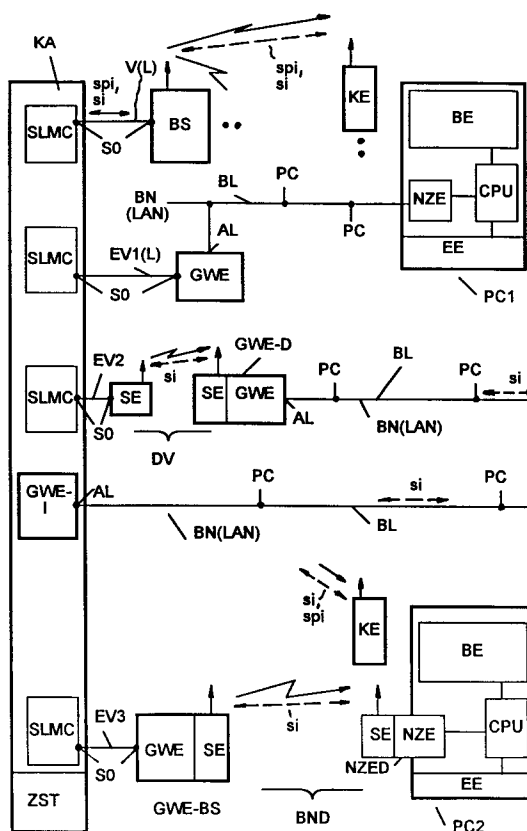 KA
spi,
si
V(L)
spi,
si
SLMC
BS
KE
BE
S0
BN
(LAN)
BL
PC
PC
NZE
CPU
EE
AL
SLMC
EV1(L)
GWE
PC1
S0
GWE-D
EV2
si
SE
SLMC
SE
GWE
AL
PC
BL
si
S0
BN(LAN)
DV
GWE-
I
AL
PC
si
PC
BN(LAN)
BL
si,
spi
KE
BE
SLMC
EV3
si
GWE
SE
SE
NZE
CPU
S0
NZED
EE
ZST
GWE-BS
BND
PC2